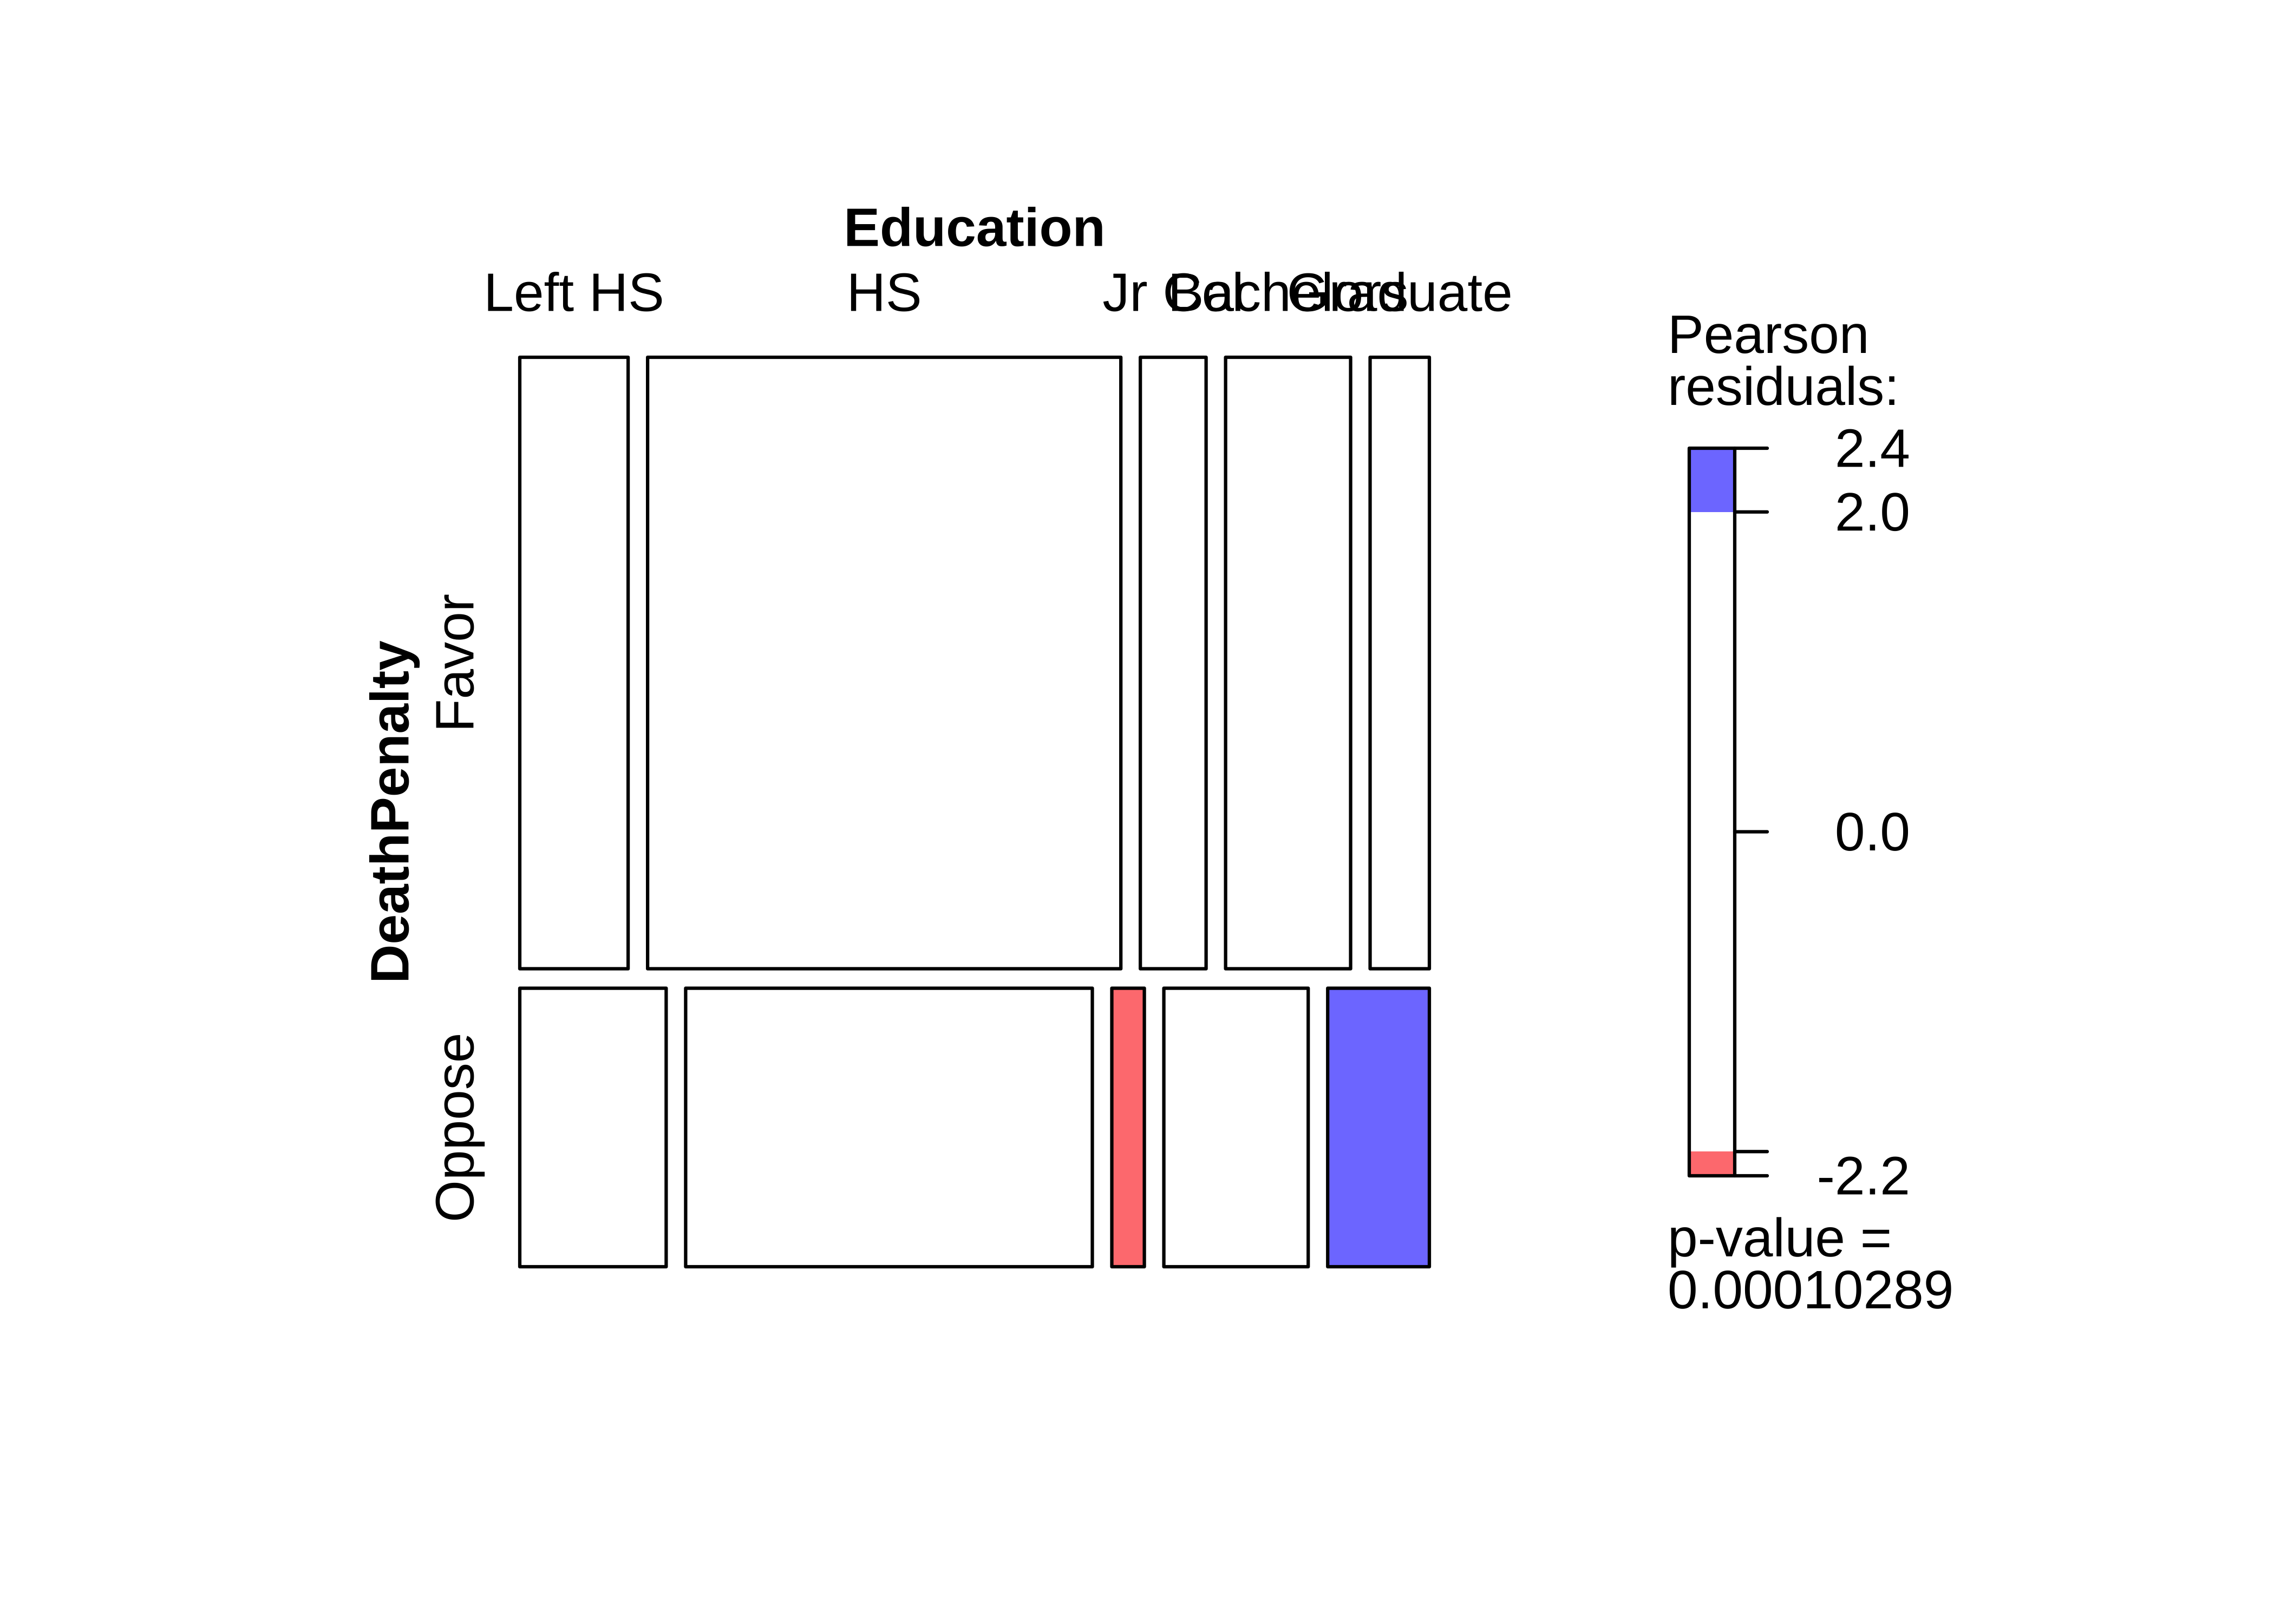 Education
Left HS HS Jr Col Bachelors Graduate
DeathPenalty
Favor
Oppose
Pearson
residuals:
2.4
2.0
0.0
-2.2
p-value =
0.00010289